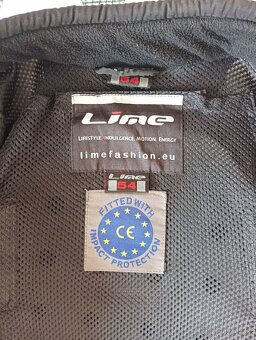 54
Lime
LIFESTYLE, INDULGENCE, MOTION, ENERGY
limefashion.eu
Lime
54
FITTED WITH
CE
IMPACT PROTECTION